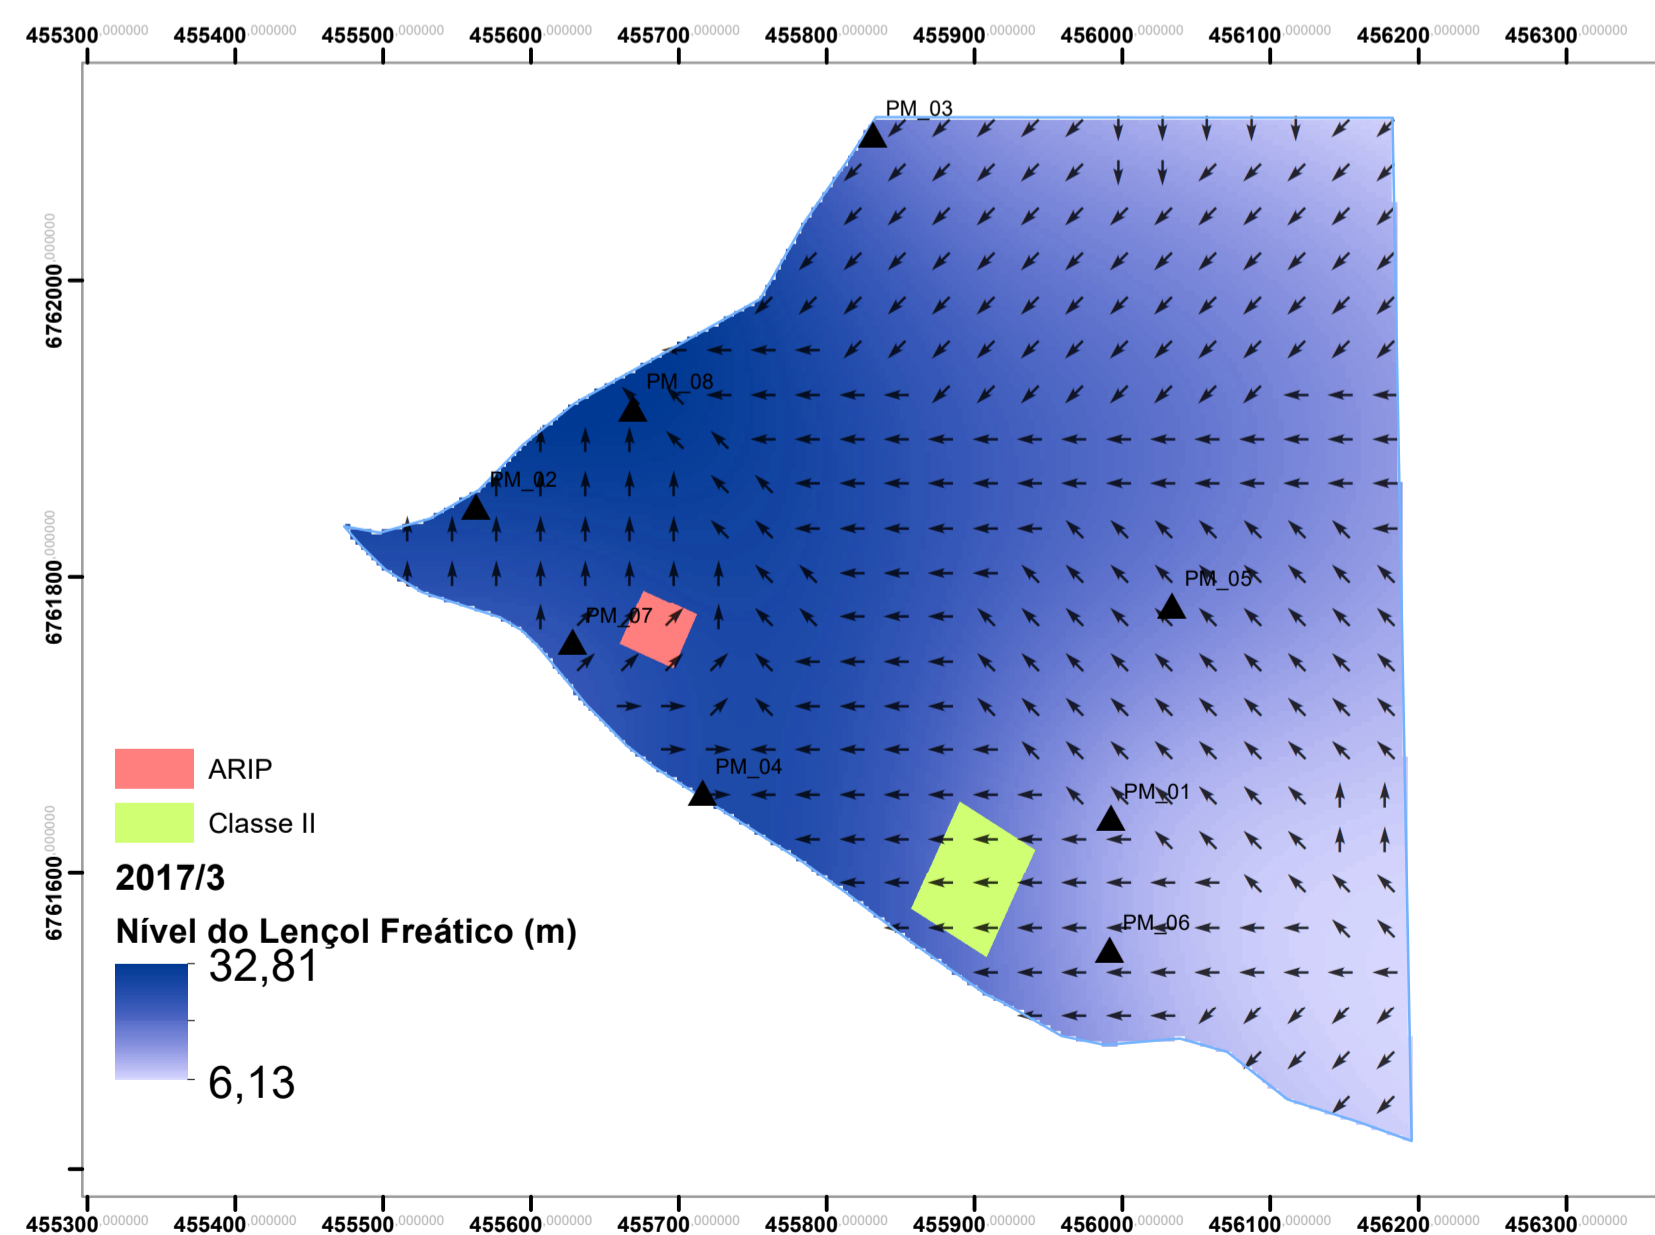 455300,000000 455400,000000 455500,000000 455600,000000 455700,000000 455800,000000 455900,000000 456000,000000 456100,000000 456200,000000 456300,000000
PM_03
6762000,000000
PM_08
PM_02
6761800,000000
PM_05
PM_07
PM_04
ARIP
PM_01
Classe II
6761600,000000
2017/3
PM_06
Nível do Lençol Freático (m)
32,81
6,13
455300,000000 455400,000000 455500,000000 455600,000000 455700,000000 455800,000000 455900,000000 456000,000000 456100,000000 456200,000000 456300,000000